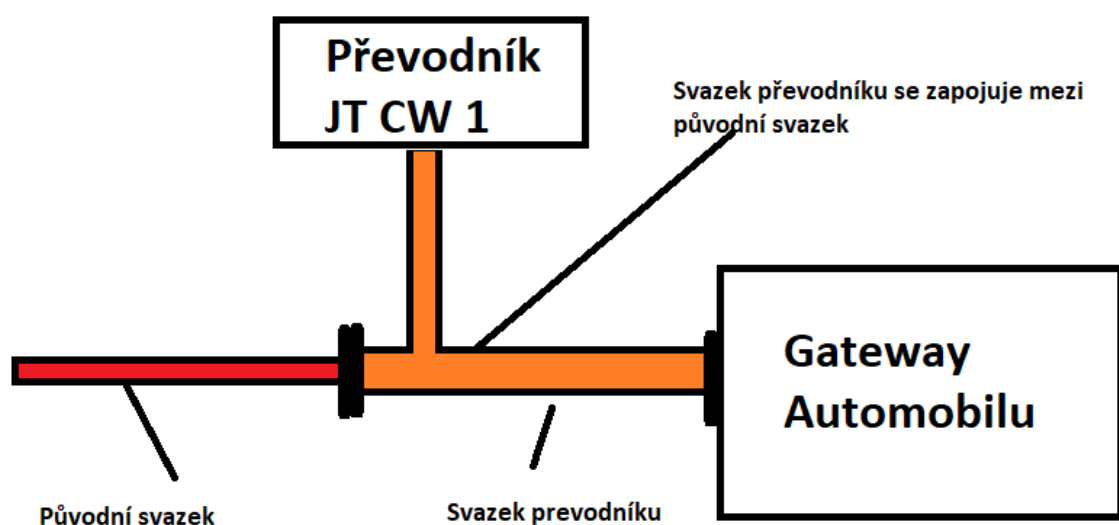 Převodník
JT CW 1
Svazek převodníku se zapojuje mezi
původní svazek
Gateway
Automobilu
Původní svazek
Svazek prevodníku